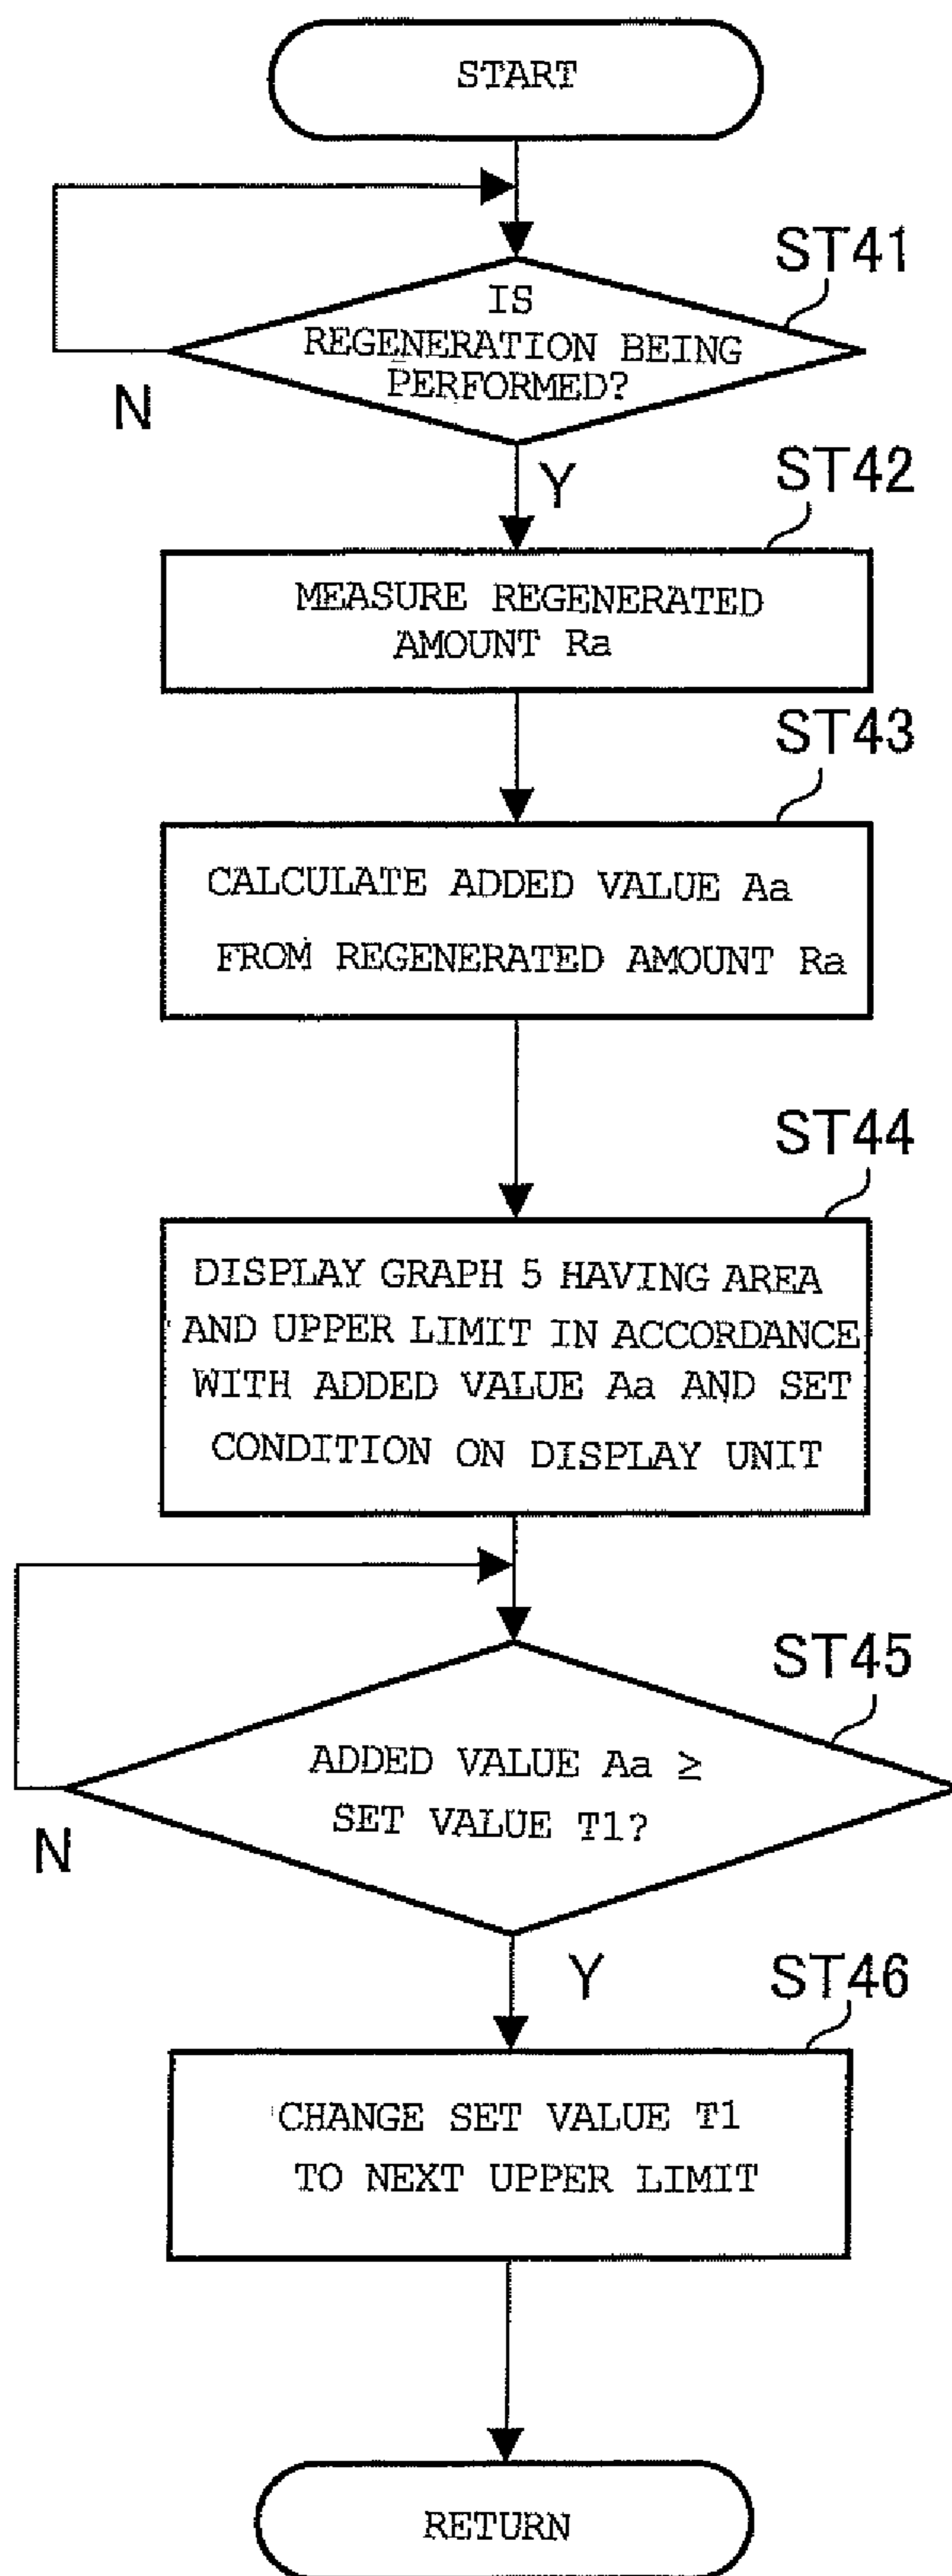 START
ST41
IS
REGENERATION BEING
PERFORMED?
N
Y
ST42
MEASURE REGENERATED
AMOUNT Ra
ST43
CALCULATE ADDED VALUE Aa
FROM REGENERATED AMOUNT Ra
ST44
DISPLAY GRAPH 5 HAVING AREA
AND UPPER LIMIT IN ACCORDANCE
WITH ADDED VALUE Aa AND SET
CONDITION ON DISPLAY UNIT
ST45
ADDED VALUE Aa ≥
SET VALUE T1?
N
Y
ST46
CHANGE SET VALUE T1
TO NEXT UPPER LIMIT
RETURN